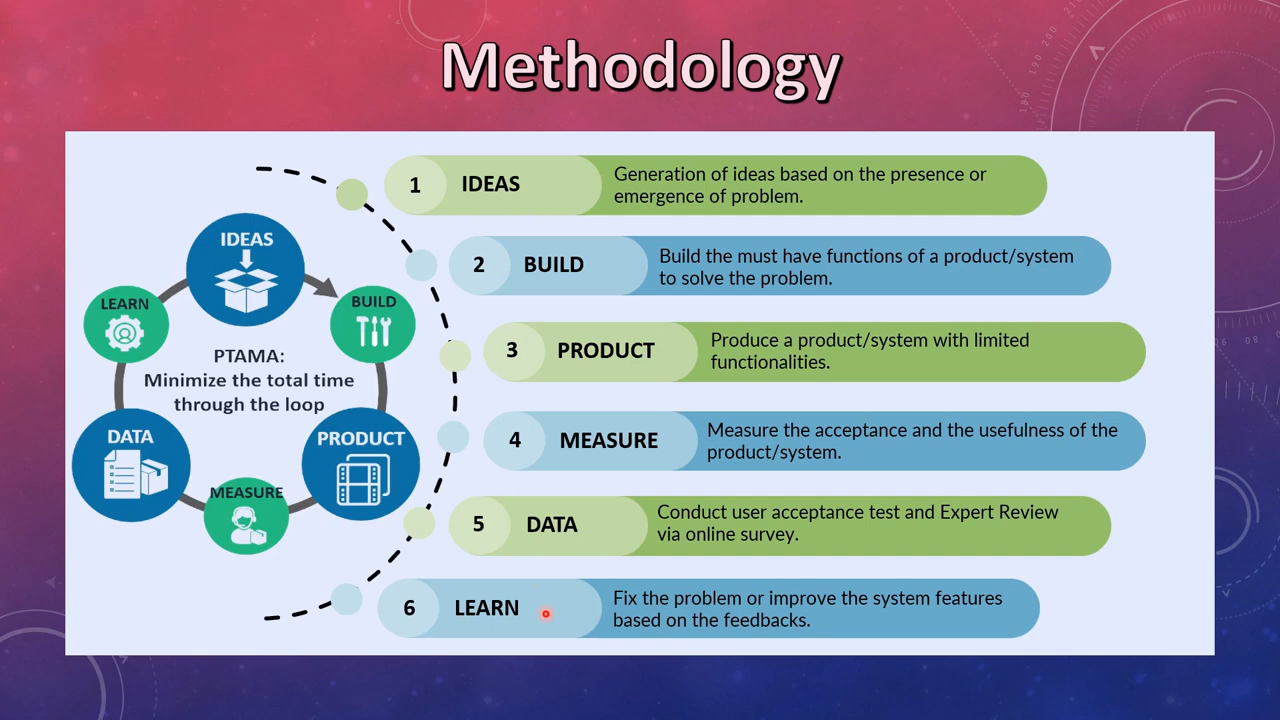 Methodology
IDEAS
LEARN
BUILD
PTAMA:
Minimize the total time
through the loop
DATA
PRODUCT
MEASURE
1 IDEAS
Generation of ideas based on the presence or
emergence of problem.
2 BUILD
Build the must have functions of a product/system
to solve the problem.
3 PRODUCT
Produce a product/system with limited
functionalities.
4 MEASURE
Measure the acceptance and the usefulness of the
product/system.
5 DATA
Conduct user acceptance test and Expert Review
via online survey.
6 LEARN
Fix the problem or improve the system features
based on the feedbacks.